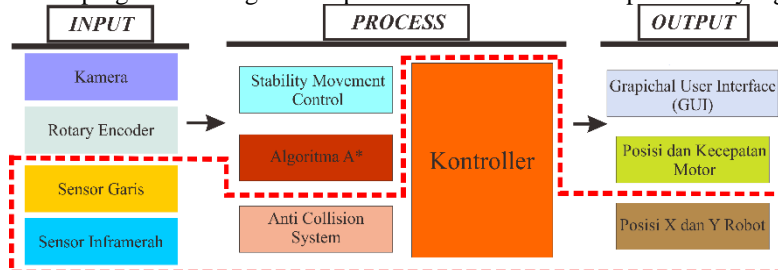 INPUT
PROCESS
OUTPUT
Kamera
Rotary Encoder
Sensor Garis
Sensor Inframerah
Stability Movement
Control
Algoritma A*
Anti Collision
System
Kontroller
Grapichal User Interface
(GUI)
Posisi dan Kecepatan
Motor
Posisi X dan Y Robot